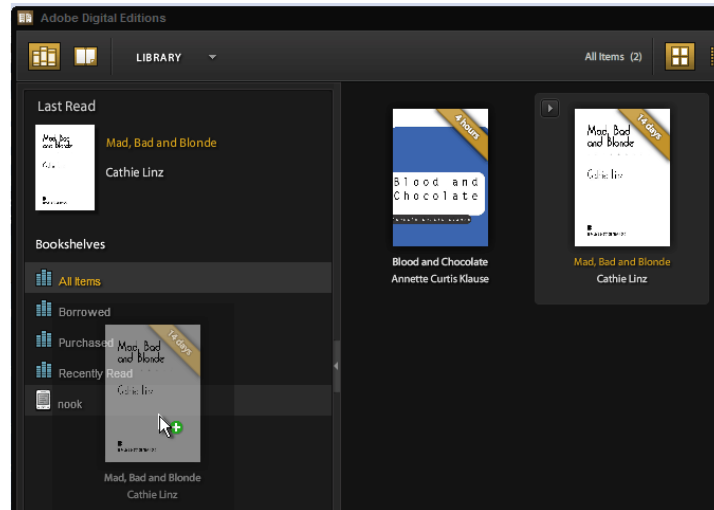 Adobe Digital Editions
LIBRARY
All Items (2)
Last Read
Mad, Bad
and Blonde
Mad, Bad and Blonde
Cathie Linz
Bookshelves
All Items
Borrowed
Purchased
Recently Read
nook
14 days
Mad, Bad
and Blonde
Cathie Linz
Mad, Bad and Blonde
Cathie Linz
4 hours
Blood and
Chocolate
Blood and Chocolate
Annette Curtis Klause
14 days
Mad, Bad
and Blonde
Cathie Linz
Mad, Bad and Blonde
Cathie Linz